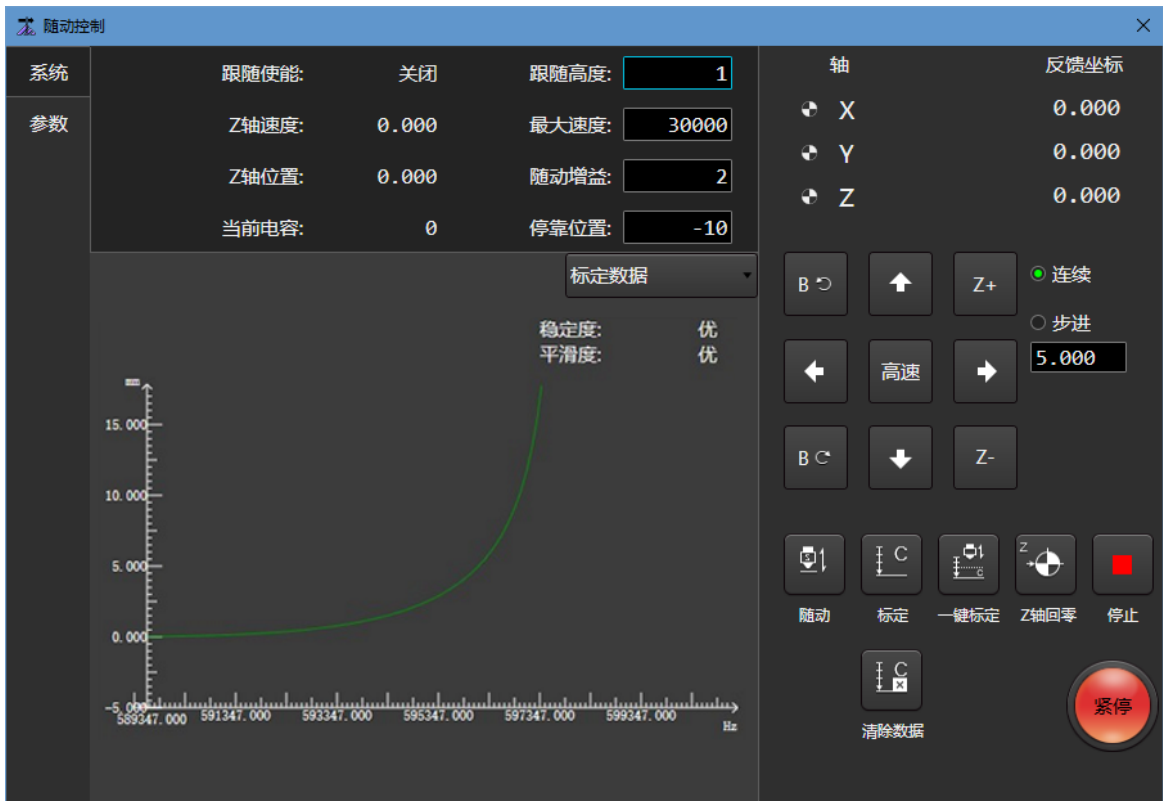 随动控制
系统
参数
跟随使能: 关闭 跟随高度: 1
Z轴速度: 0.000 最大速度: 30000
Z轴位置: 0.000 随动增益: 2
当前电容: 0 停靠位置: -10
标定数据
稳定度: 优
平滑度: 优
mm
15.000
10.000
5.000
0.000
-5.000
589347.000 591347.000 593347.000 595347.000 597347.000 599347.000
Hz
轴 反馈坐标
X 0.000
Y 0.000
Z 0.000
B Z+
连续
步进
5.000
高速
B Z-
S C C Z
随动 标定 一键标定 Z轴回零 停止
C
清除数据
紧停